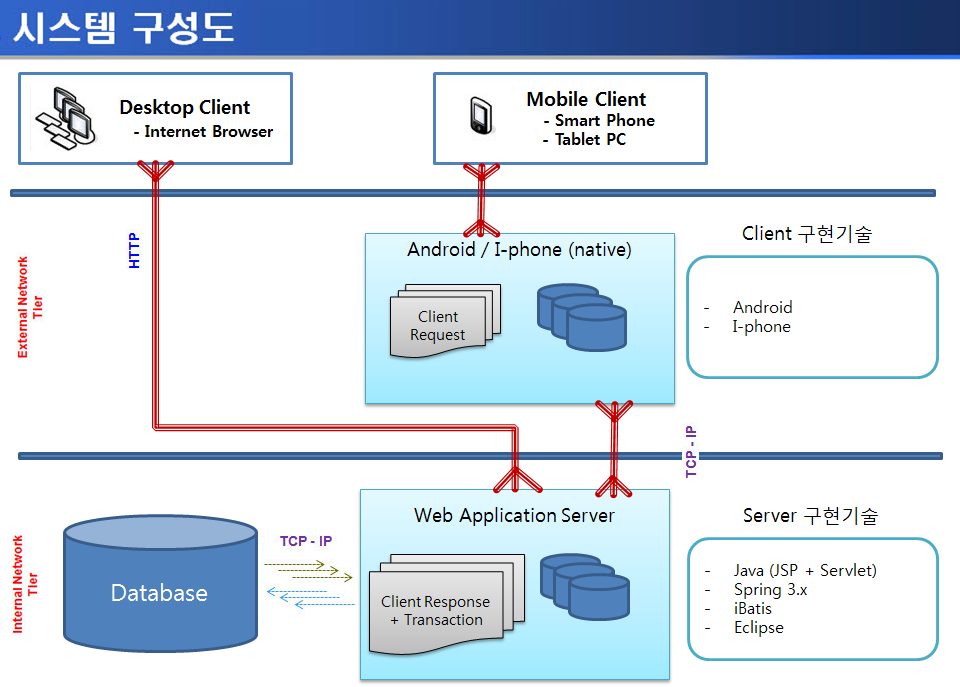 시스템 구성도
Desktop Client
- Internet Browser
Mobile Client
- Smart Phone
- Tablet PC
HTTP
External Network
Tier
Android / I-phone (native)
Client
Request
Client 구현기술
- Android
- I-phone
TCP - IP
Internal Network
Tier
Database
TCP - IP
Web Application Server
Client Response
+ Transaction
Server 구현기술
- Java (JSP + Servlet)
- Spring 3.x
- iBatis
- Eclipse